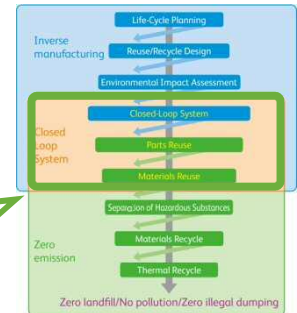 Life-Cycle Planning
Inverse
manufacturing
Reuse/Recycle Design
Environmental Impact Assessment
Closed-Loop System
Closed
Loop
System
Parts Reuse
Materials Reuse
Separation of Hazardous Substances
Zero
emission
Materials Recycle
Thermal Recycle
Zero landfill/No pollution/Zero illegal dumping